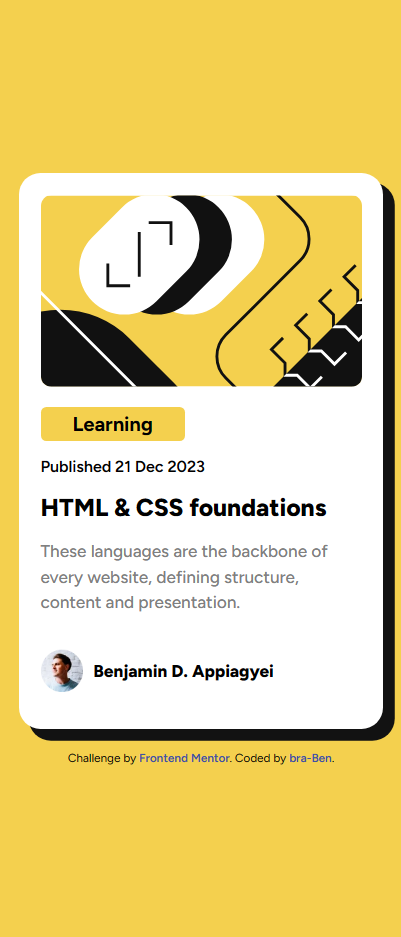 Learning
Published 21 Dec 2023
HTML & CSS foundations
These languages are the backbone of
every website, defining structure,
content and presentation.
Benjamin D. Appiagyei
Challenge by Frontend Mentor. Coded by bra-Ben.